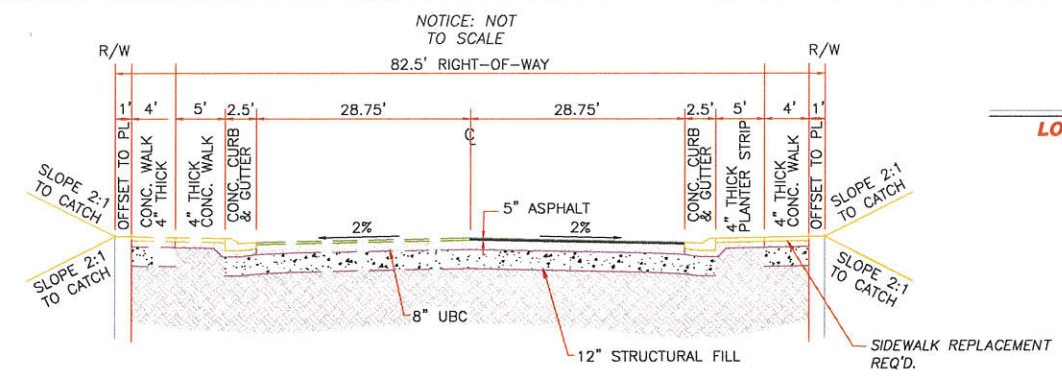 NOTICE: NOT
TO SCALE
R/W
R/W
82.5' RIGHT-OF-WAY
1'
4'
5'
2.5'
28.75'
28.75'
2.5'
5'
4'
1'
LO
OFFSET TO PL
CONC. WALK
4" THICK
4" THICK
CONC. WALK
CONC. CURB
& GUTTER
℄
CONC. CURB
& GUTTER
4" THICK
PLANTER STRIP
4" THICK
CONC. WALK
OFFSET TO PL
SLOPE 2:1
TO CATCH
SLOPE 2:1
TO CATCH
5" ASPHALT
2%
2%
SLOPE 2:1
TO CATCH
SLOPE 2:1
TO CATCH
8" UBC
12" STRUCTURAL FILL
SIDEWALK REPLACEMENT
REQ'D.